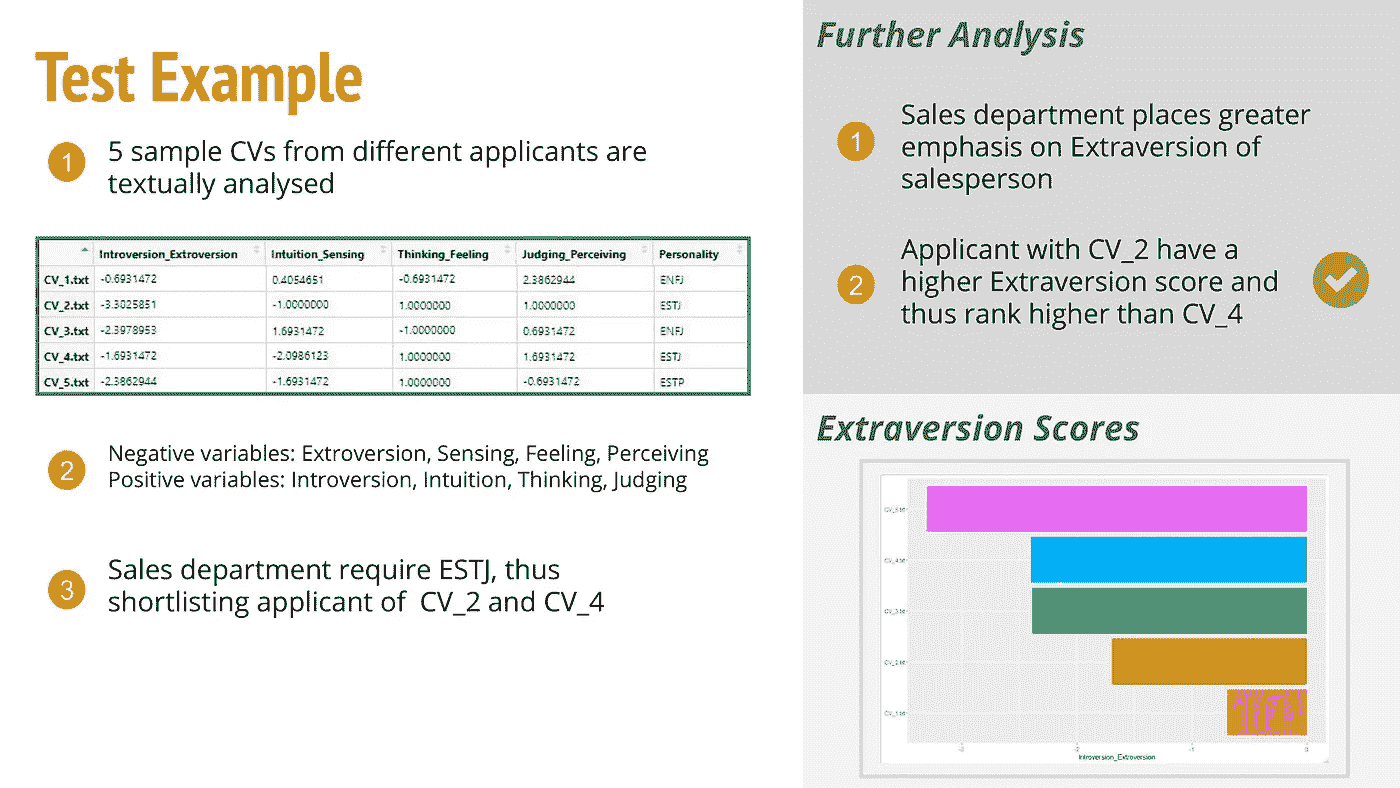 Test Example
1
5 sample CVs from different applicants are
textually analysed
Introversion_Extroversion Intuition_Sensing Thinking_Feeling Judging_Perceiving Personality
CV_1.txt -0.6931472 0.4054651 -0.6931472 2.3862944 ENFJ
CV_2.txt -3.3025851 -1.0000000 1.0000000 1.0000000 ESTJ
CV_3.txt -2.3978953 1.6931472 -1.0000000 0.6931472 ENFJ
CV_4.txt -1.6931472 -2.0986123 1.0000000 1.6931472 ESTJ
CV_5.txt -2.3862944 -1.6931472 1.0000000 -0.6931472 ESTP
2
Negative variables: Extroversion, Sensing, Feeling, Perceiving
Positive variables: Introversion, Intuition, Thinking, Judging
3
Sales department require ESTJ, thus
shortlisting applicant of CV_2 and CV_4
Further Analysis
1
Sales department places greater
emphasis on Extraversion of
salesperson
2
Applicant with CV_2 have a
higher Extraversion score and
thus rank higher than CV_4
Extraversion Scores
-3 -2 -1 0
Introversion_Extroversion